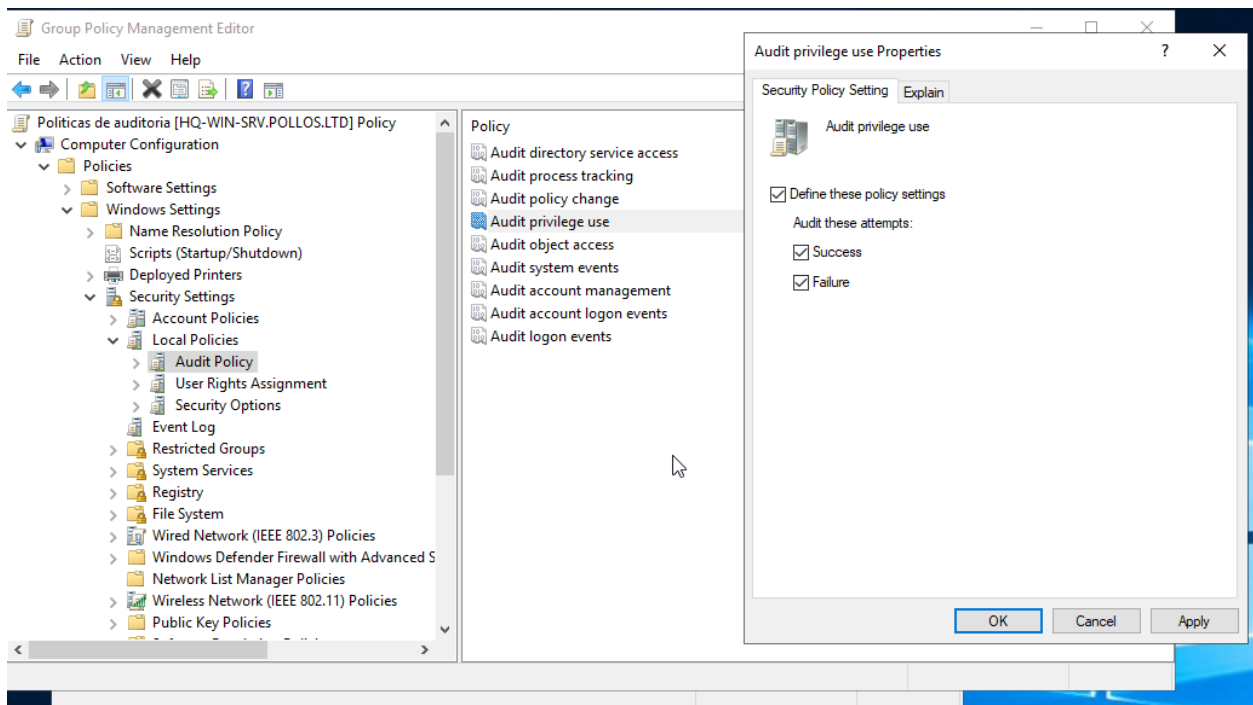 Group Policy Management Editor
File Action View Help
Politicas de auditoria [HQ-WIN-SRV.POLLOS.LTD] Policy
Computer Configuration
Policies
Software Settings
Windows Settings
Name Resolution Policy
Scripts (Startup/Shutdown)
Deployed Printers
Security Settings
Account Policies
Local Policies
Audit Policy
User Rights Assignment
Security Options
Event Log
Restricted Groups
System Services
Registry
File System
Wired Network (IEEE 802.3) Policies
Windows Defender Firewall with Advanced S
Network List Manager Policies
Wireless Network (IEEE 802.11) Policies
Public Key Policies
Policy
Audit directory service access
Audit process tracking
Audit policy change
Audit privilege use
Audit object access
Audit system events
Audit account management
Audit account logon events
Audit logon events
Audit privilege use Properties
Security Policy Setting Explain
Audit privilege use
Define these policy settings
Audit these attempts:
Success
Failure
OK Cancel Apply